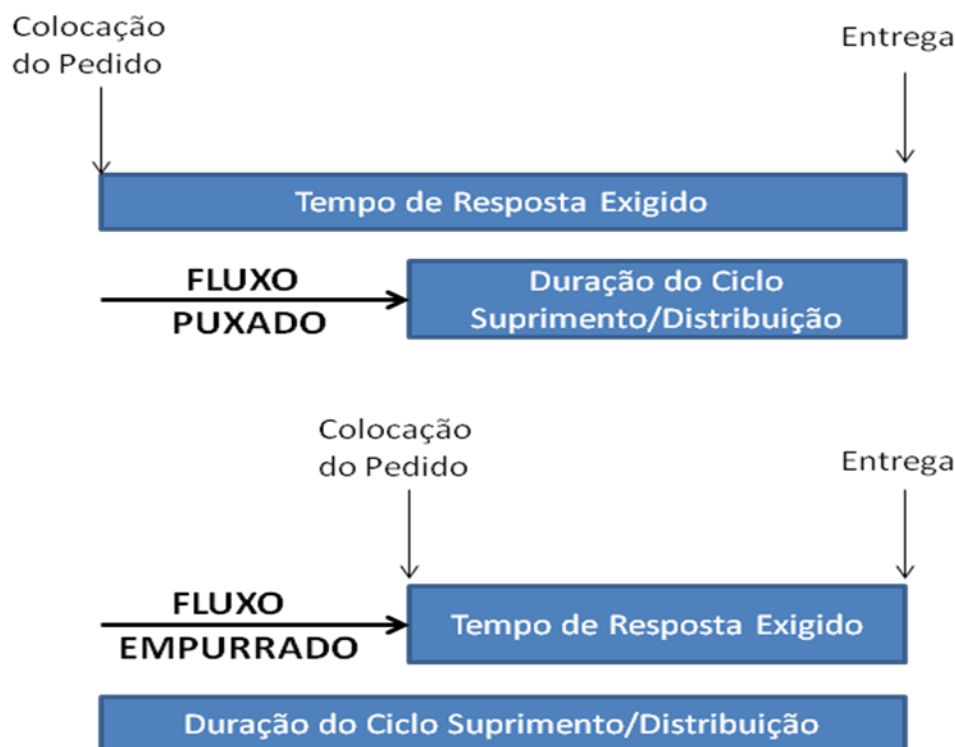 Colocação
do Pedido
Entrega
Tempo de Resposta Exigido
FLUXO
PUXADO
Duração do Ciclo
Suprimento/Distribuição
Colocação
do Pedido
Entrega
FLUXO
EMPURRADO
Tempo de Resposta Exigido
Duração do Ciclo Suprimento/Distribuição